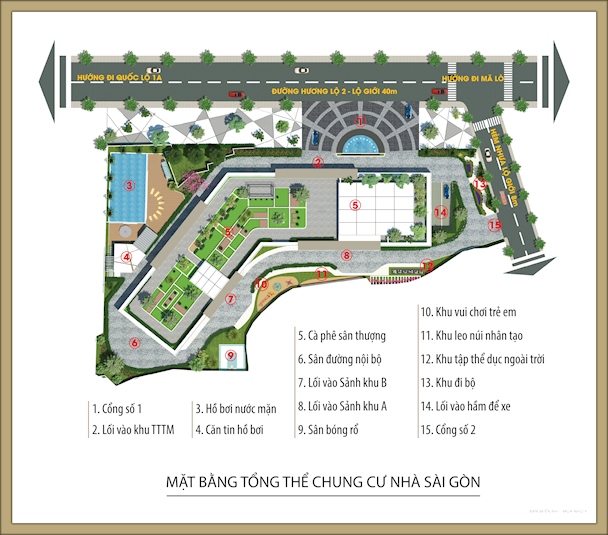 HƯỚNG ĐI QUỐC LỘ 1A
HƯỚNG ĐI MÃ LÒ
ĐƯỜNG HƯƠNG LỘ 2 - LỘ GIỚI 40m
HẺM NHỰA LỘ GIỚI 8m
1
2
3
13
5
14
5
15
4
8
12
11
10
7
6
9
1. Cổng số 1
2. Lối vào khu TTTM
3. Hồ bơi nước mặn
4. Căn tin hồ bơi
5. Cà phê sân thượng
6. Sân đường nội bộ
7. Lối vào Sảnh khu B
8. Lối vào Sảnh khu A
9. Sân bóng rổ
10. Khu vui chơi trẻ em
11. Khu leo núi nhân tạo
12. Khu tập thể dục ngoài trời
13. Khu đi bộ
14. Lối vào hầm để xe
15. Cổng số 2
MẶT BẰNG TỔNG THỂ CHUNG CƯ NHÀ SÀI GÒN